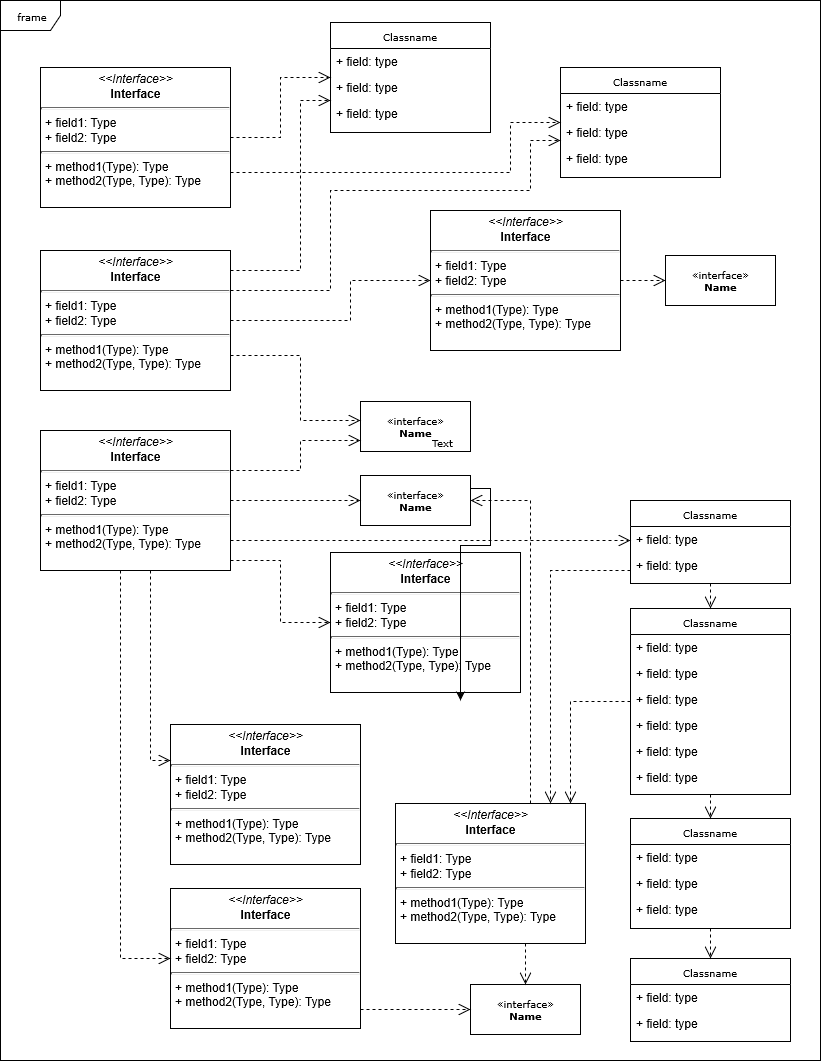 frame
Classname
+ field: type
+ field: type
+ field: type
<<Interface>>
Interface
+ field1: Type
+ field2: Type
+ method1(Type): Type
+ method2(Type, Type): Type
Classname
+ field: type
+ field: type
+ field: type
<<Interface>>
Interface
+ field1: Type
+ field2: Type
+ method1(Type): Type
+ method2(Type, Type): Type
<<Interface>>
Interface
+ field1: Type
+ field2: Type
+ method1(Type): Type
+ method2(Type, Type): Type
«interface»
Name
«interface»
Name
Text
<<Interface>>
Interface
+ field1: Type
+ field2: Type
+ method1(Type): Type
+ method2(Type, Type): Type
«interface»
Name
Classname
+ field: type
+ field: type
<<Interface>>
Interface
+ field1: Type
+ field2: Type
+ method1(Type): Type
+ method2(Type, Type): Type
Classname
+ field: type
+ field: type
+ field: type
+ field: type
+ field: type
+ field: type
<<Interface>>
Interface
+ field1: Type
+ field2: Type
+ method1(Type): Type
+ method2(Type, Type): Type
<<Interface>>
Interface
+ field1: Type
+ field2: Type
+ method1(Type): Type
+ method2(Type, Type): Type
Classname
+ field: type
+ field: type
+ field: type
<<Interface>>
Interface
+ field1: Type
+ field2: Type
+ method1(Type): Type
+ method2(Type, Type): Type
«interface»
Name
Classname
+ field: type
+ field: type